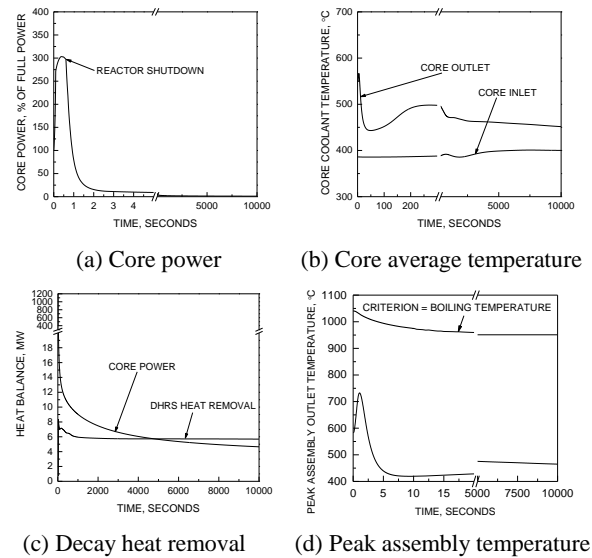 CORE POWER, % OF FULL POWER
400
350
300
250
200
150
100
50
0
REACTOR SHUTDOWN
0 1 2 3 4 5000 10000
TIME, SECONDS
(a) Core power
CORE COOLANT TEMPERATURE, °C
700
600
500
400
300
CORE OUTLET
CORE INLET
0 100 200 5000 10000
TIME, SECONDS
(b) Core average temperature
HEAT BALANCE, MW
1200
1000
800
600
400
18
16
14
12
10
8
6
4
2
0
CORE POWER
DHRS HEAT REMOVAL
0 2000 4000 6000 8000 10000
TIME, SECONDS
(c) Decay heat removal
PEAK ASSEMBLY OUTLET TEMPERATURE, °C
1100
1000
900
800
700
600
500
400
CRITERION = BOILING TEMPERATURE
0 5 10 15 5000 7500 10000
TIME, SECONDS
(d) Peak assembly temperature